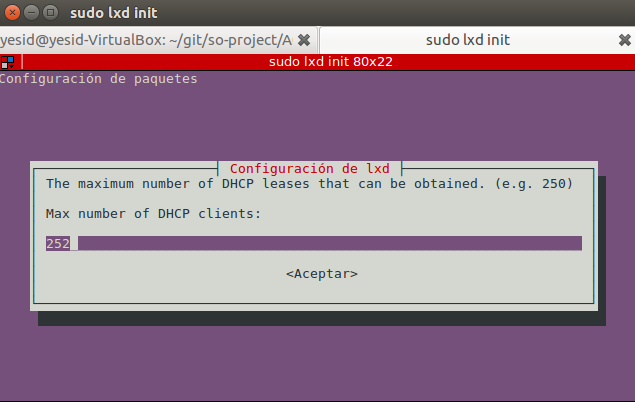 sudo lxd init
yesid@yesid-VirtualBox: ~/git/so-project/A
sudo lxd init
sudo lxd init 80x22
Configuración de paquetes
Configuración de lxd
The maximum number of DHCP leases that can be obtained. (e.g. 250)
Max number of DHCP clients:
252
<Aceptar>